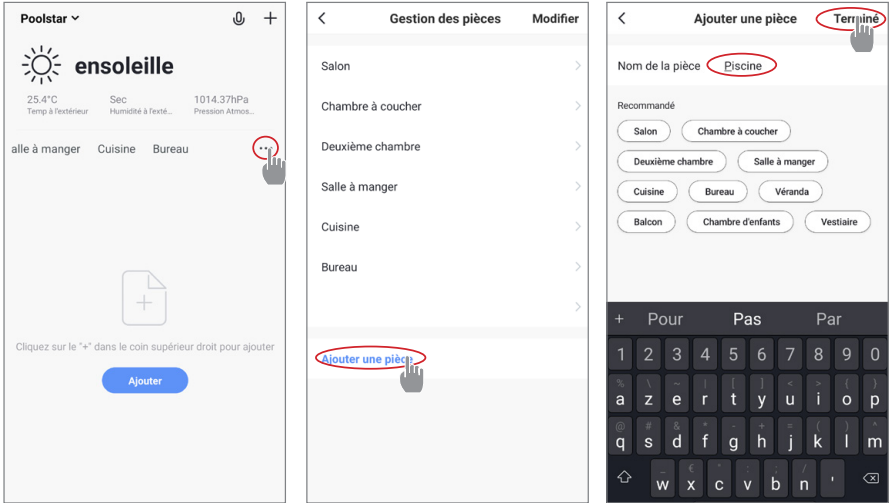 Poolstar
ensoleille
25.4°C Sec 1014.37hPa
Temp à l'extérieur Humidité à l'exté... Pression Atmos...
alle à manger Cuisine Bureau ...
Cliquez sur le "+" dans le coin supérieur droit pour ajouter
Ajouter
Gestion des pièces Modifier
Salon
Chambre à coucher
Deuxième chambre
Salle à manger
Cuisine
Bureau
Ajouter une pièce
Ajouter une pièce Terminé
Nom de la pièce Piscine
Recommandé
Salon Chambre à coucher
Deuxième chambre Salle à manger
Cuisine Bureau Véranda
Balcon Chambre d'enfants Vestiaire
+ Pour Pas Par
1 2 3 4 5 6 7 8 9 0
% \ ~ | [ ] < > { }
a z e r t y u i o p
@ # & * - + = ( ) ^
q s d f g h j k l m
_ € " : ; /
w x c v b n '